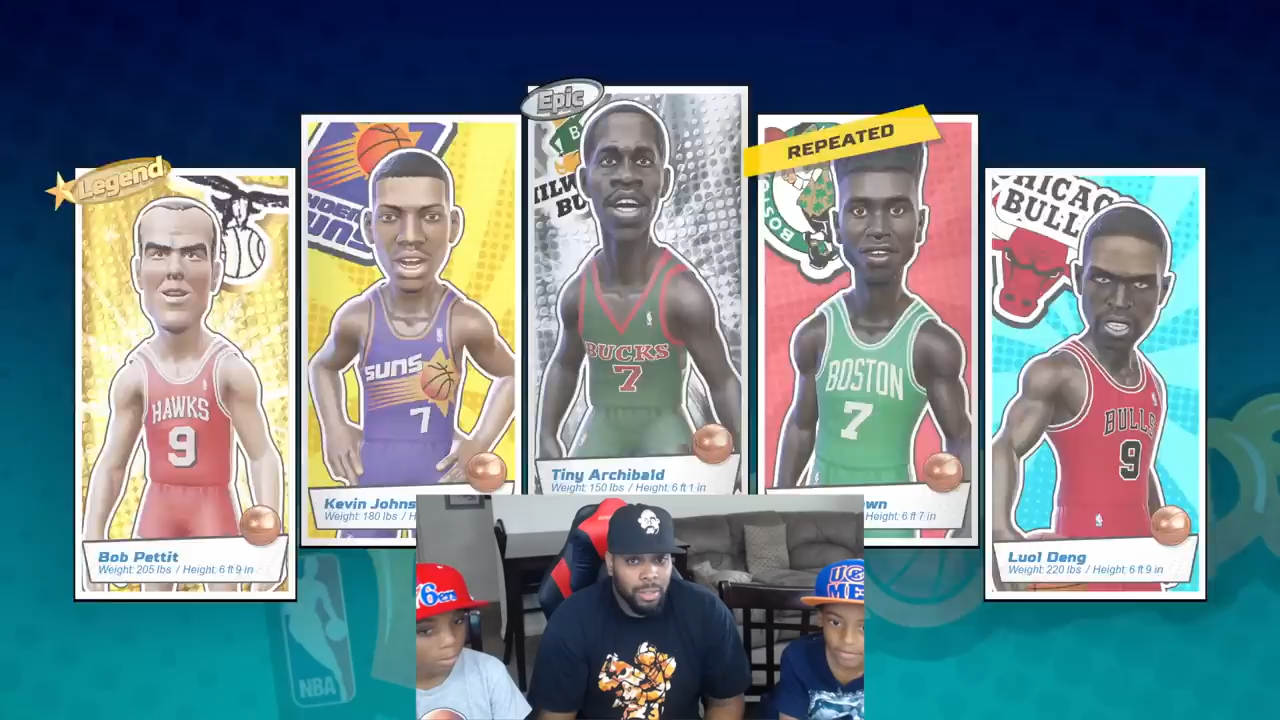 Legend
HAWKS
9
Bob Pettit
Weight: 205 lbs / Height: 6 ft 9 in
SUNS
7
Kevin Johns
Weight: 180 lbs / H
Epic
BUCKS
7
Tiny Archibald
Weight: 150 lbs / Height: 6 ft 1 in
REPEATED
BOSTON
7
wn
Height: 6 ft 7 in
CHICAGO
BULL
BULLS
9
Luol Deng
Weight: 220 lbs / Height: 6 ft 9 in
NBA
76ers
UC
ME